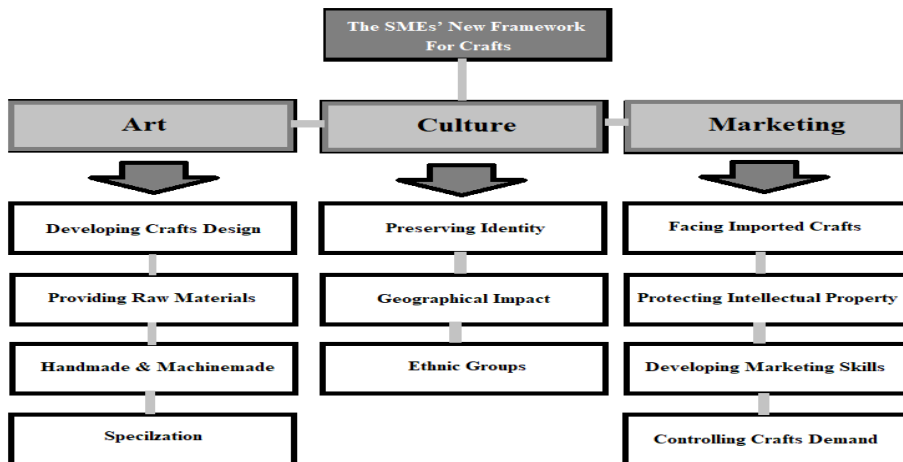 The SMEs' New Framework
For Crafts
Art
Culture
Marketing
Developing Crafts Design
Providing Raw Materials
Handmade & Machinemade
Specilzation
Preserving Identity
Geographical Impact
Ethnic Groups
Facing Imported Crafts
Protecting Intellectual Property
Developing Marketing Skills
Controlling Crafts Demand